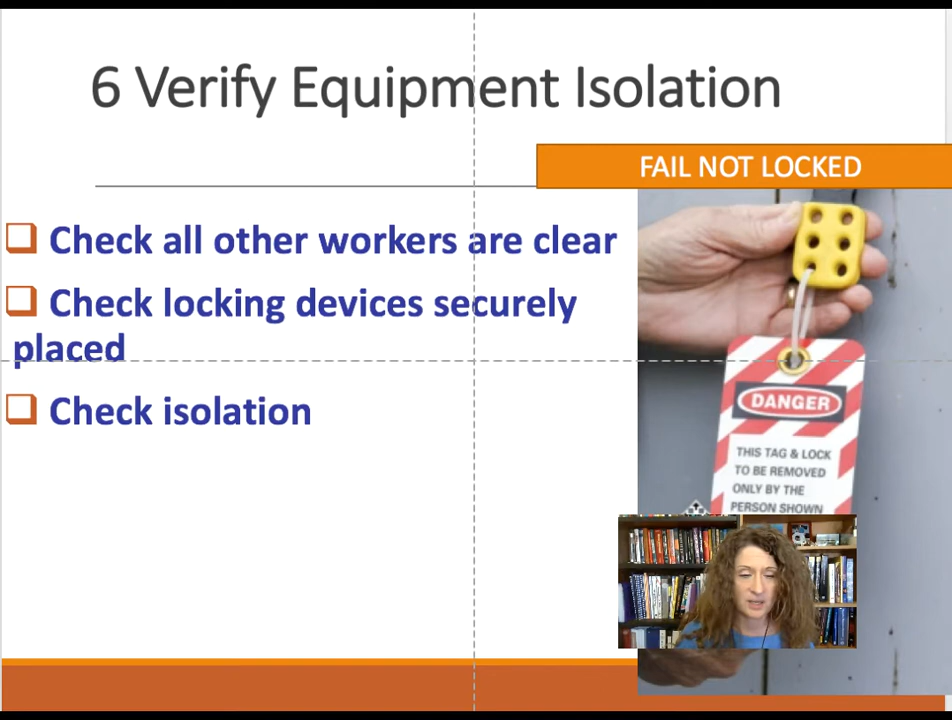 6 Verify Equipment Isolation
FAIL NOT LOCKED
Check all other workers are clear
Check locking devices securely
placed
Check isolation
DANGER
THIS TAG & LOCK
TO BE REMOVED
ONLY BY THE
PERSON SHOWN